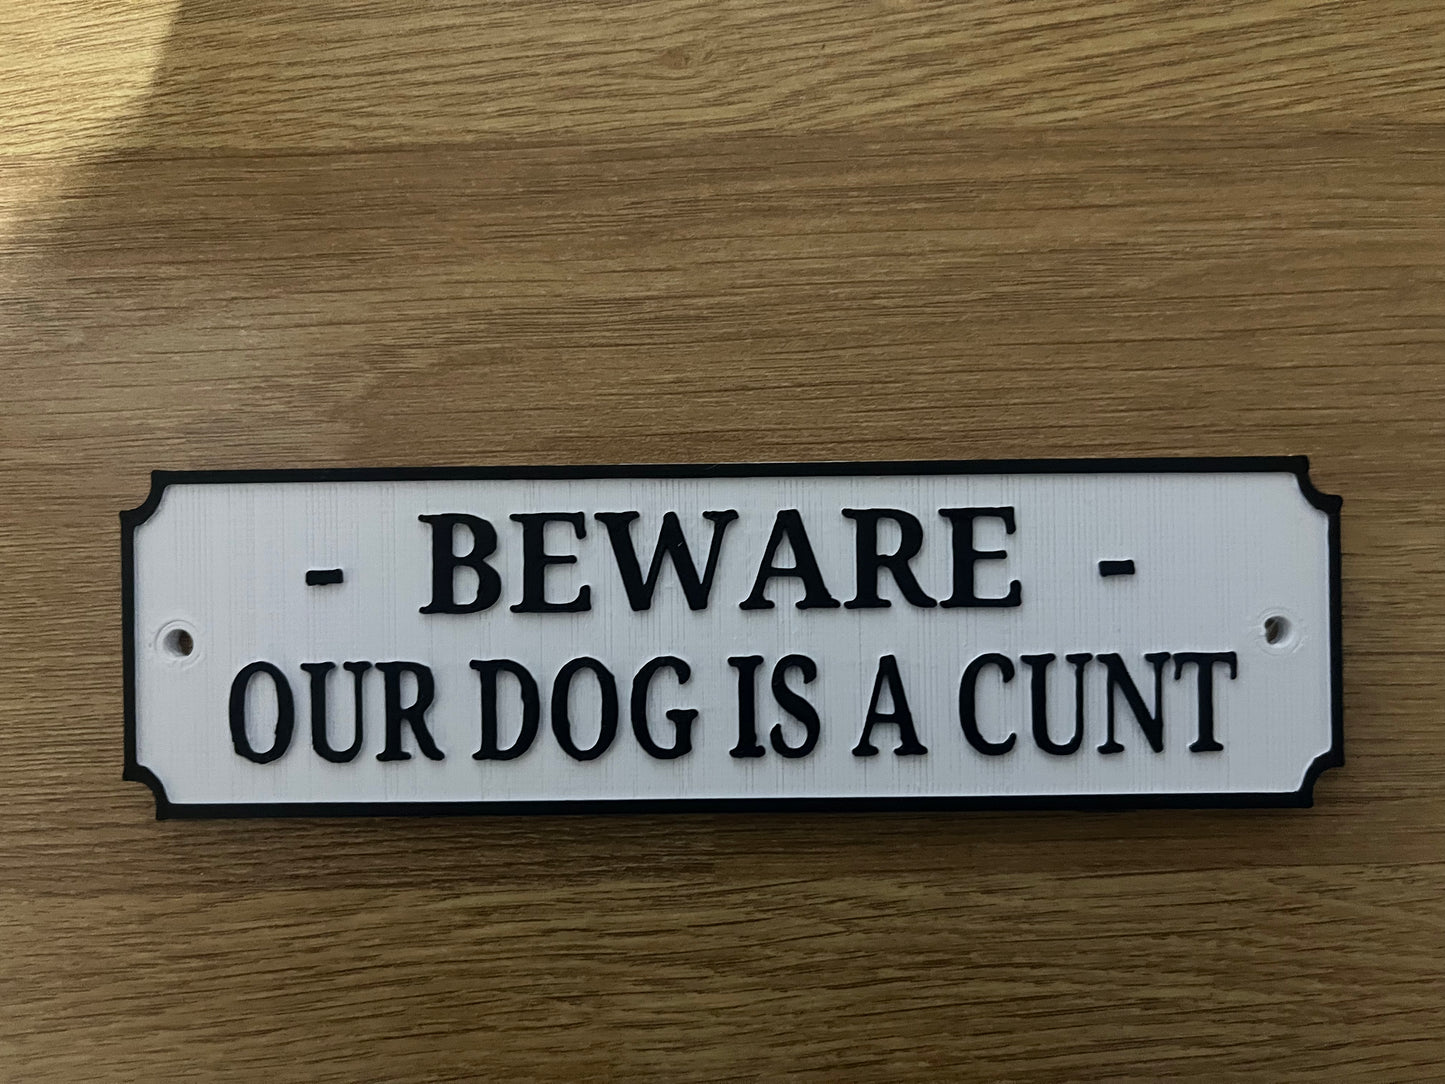 - BEWARE -
OUR DOG IS A CUNT